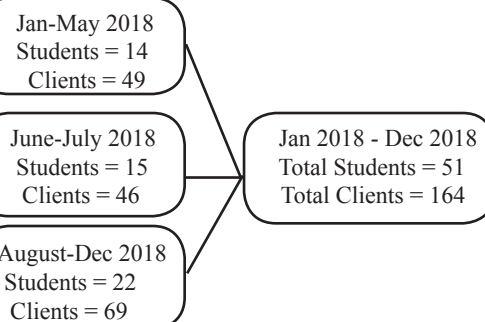 Jan-May 2018
Students = 14
Clients = 49
June-July 2018
Students = 15
Clients = 46
August-Dec 2018
Students = 22
Clients = 69
Jan 2018 - Dec 2018
Total Students = 51
Total Clients = 164